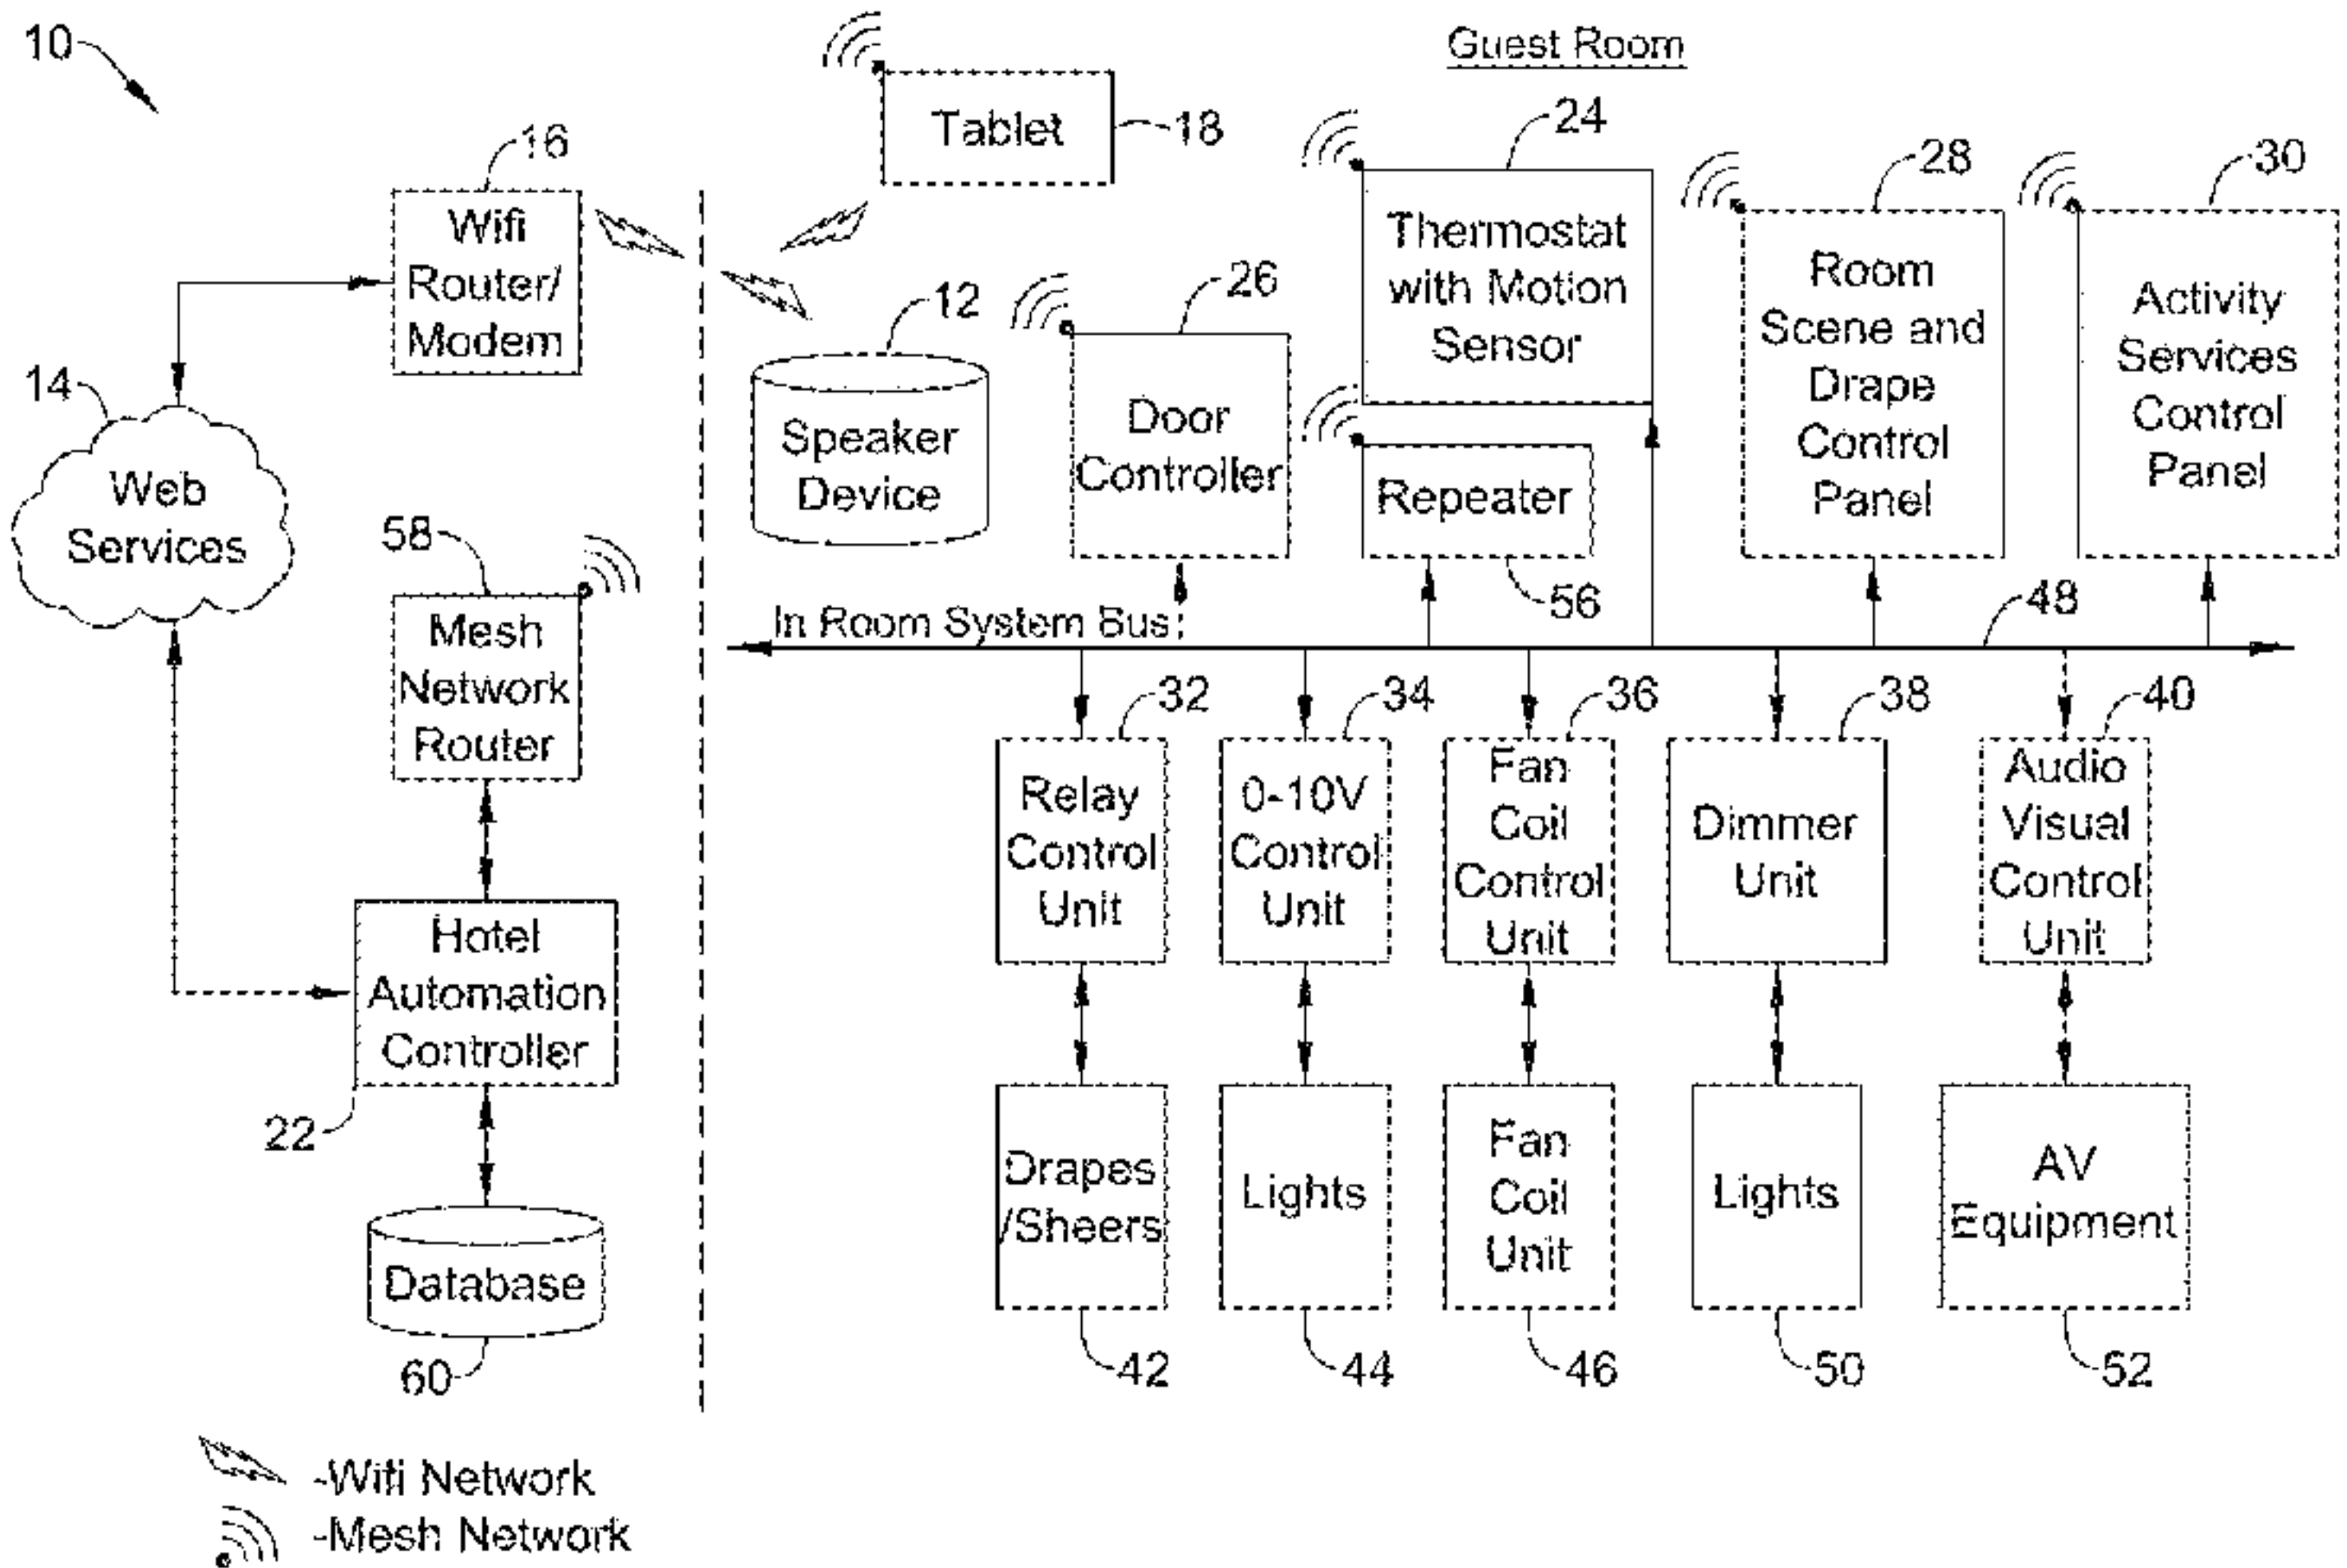 10
Guest Room
Tablet
18
16
Wifi
Router/
Modem
24
Thermostat
with Motion
Sensor
28
Room
Scene and
Drape
Control
Panel
30
Activity
Services
Control
Panel
12
Speaker
Device
26
Door
Controller
Repeater
56
14
Web
Services
58
Mesh
Network
Router
In Room System Bus
48
32
Relay
Control
Unit
34
0-10V
Control
Unit
36
Fan
Coil
Control
Unit
38
Dimmer
Unit
40
Audio
Visual
Control
Unit
Hotel
Automation
Controller
22
Database
60
Drapes
/Sheers
42
Lights
44
Fan
Coil
Unit
46
Lights
50
AV
Equipment
52
-Wifi Network
-Mesh Network